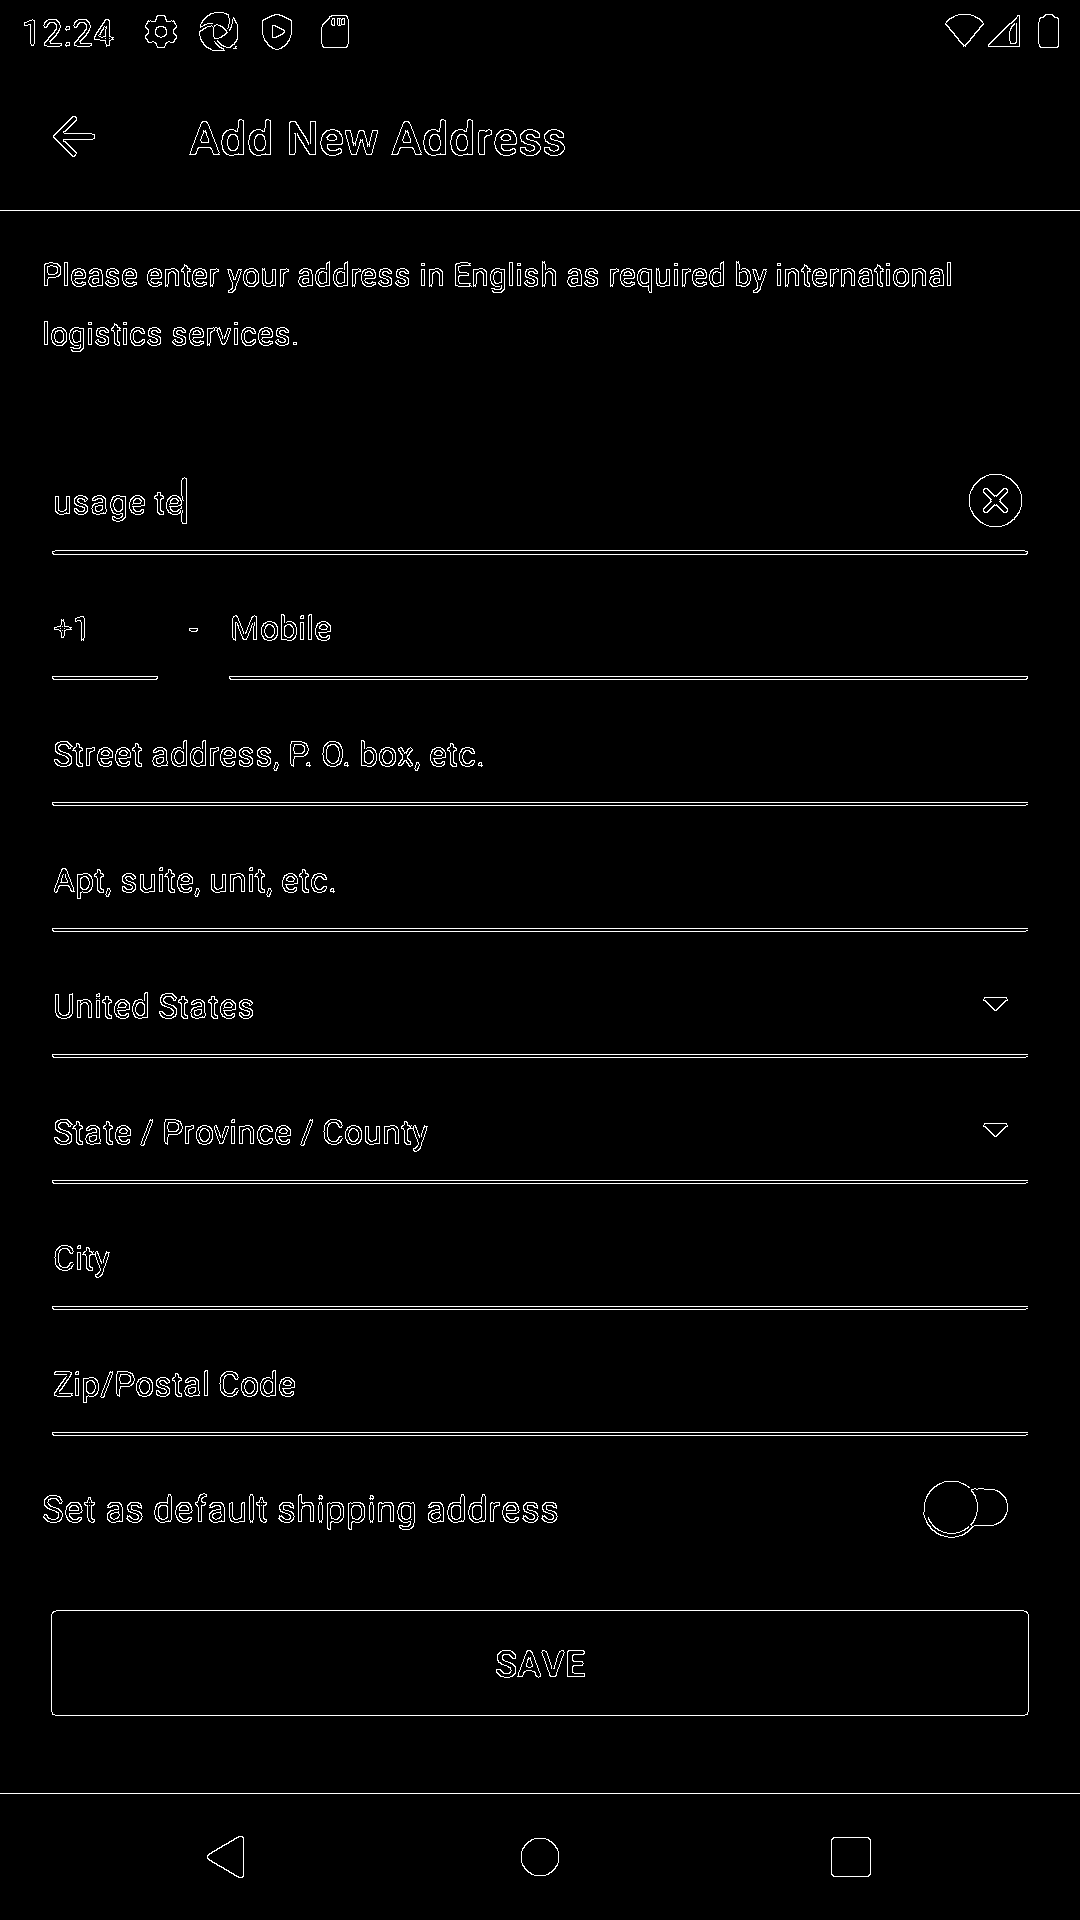 12:24
Add New Address
Please enter your address in English as required by international
logistics services.
usage te
+1 - Mobile
Street address, P. O. box, etc.
Apt, suite, unit, etc.
United States
State / Province / County
City
Zip/Postal Code
Set as default shipping address
SAVE